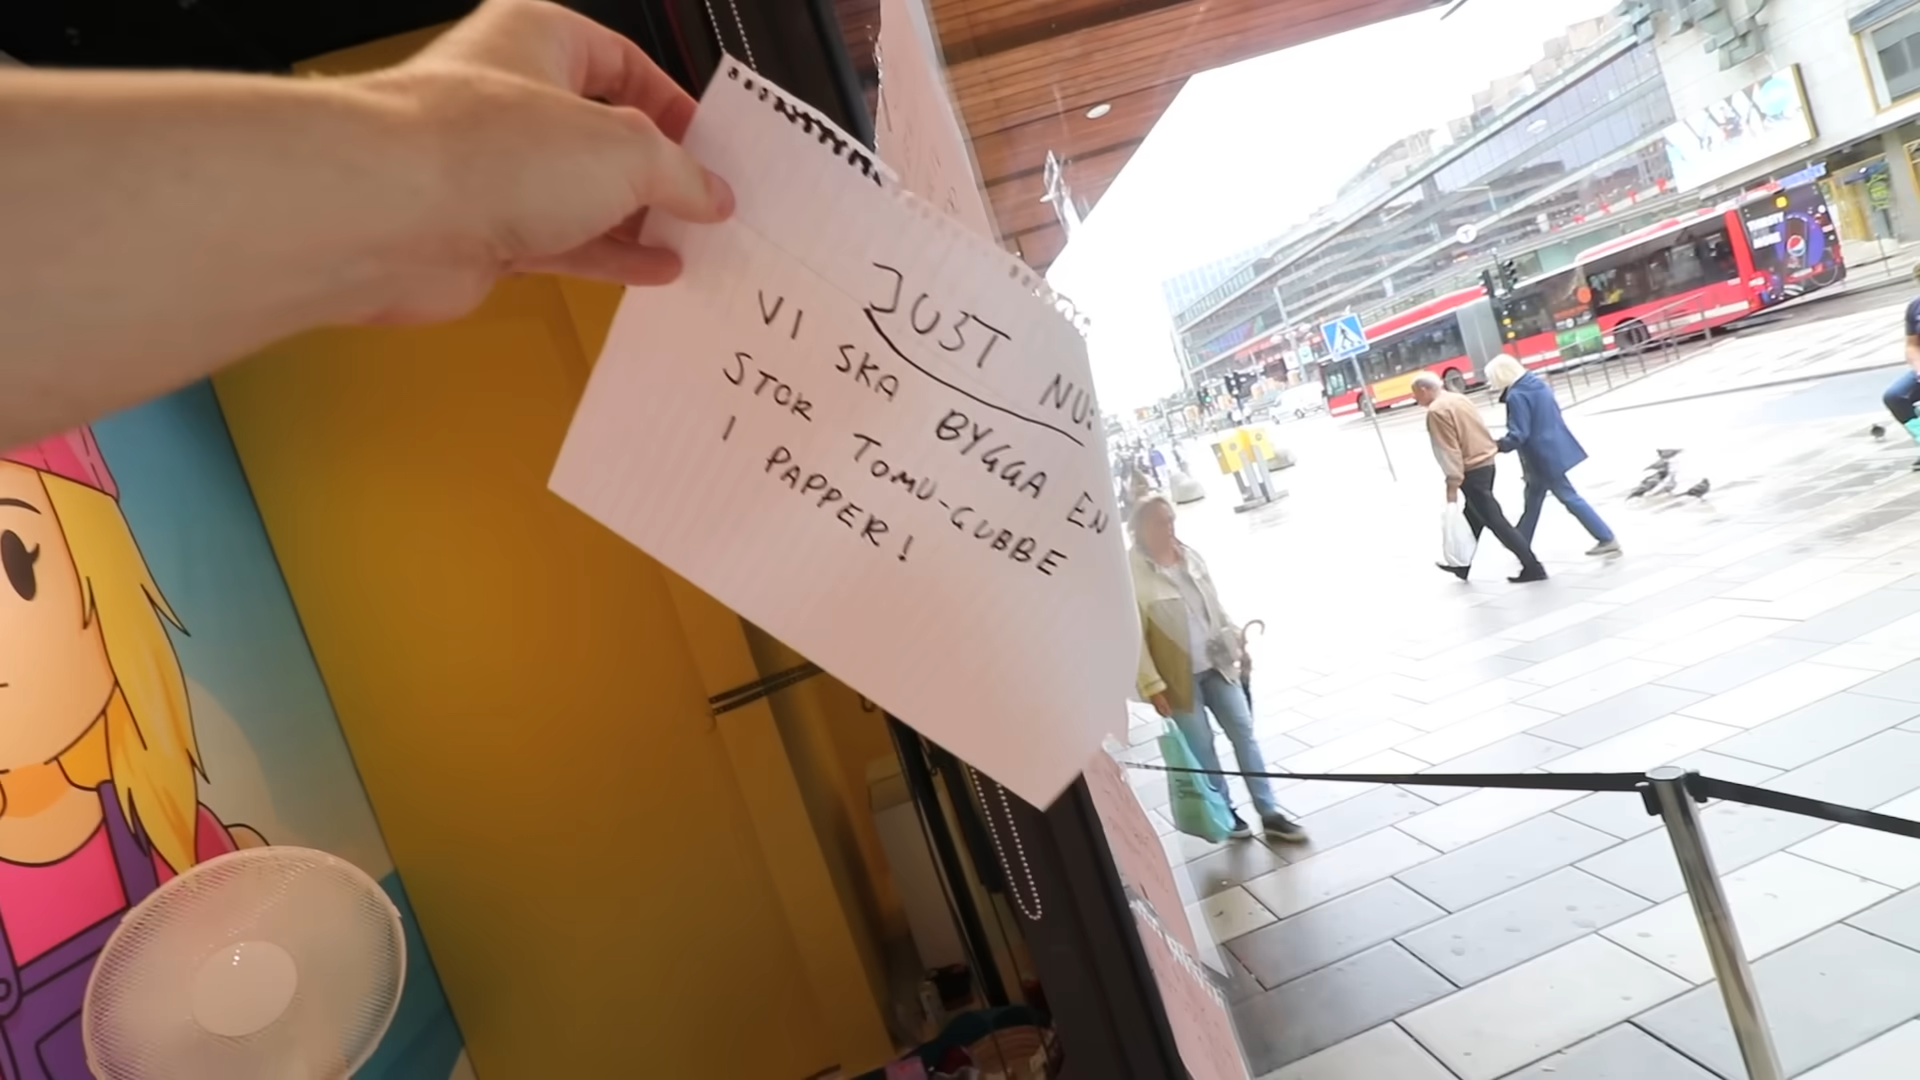 JUST NU:
VI SKA BYGGA EN
STOR TOMU-GUBBE
I PAPPER!
T